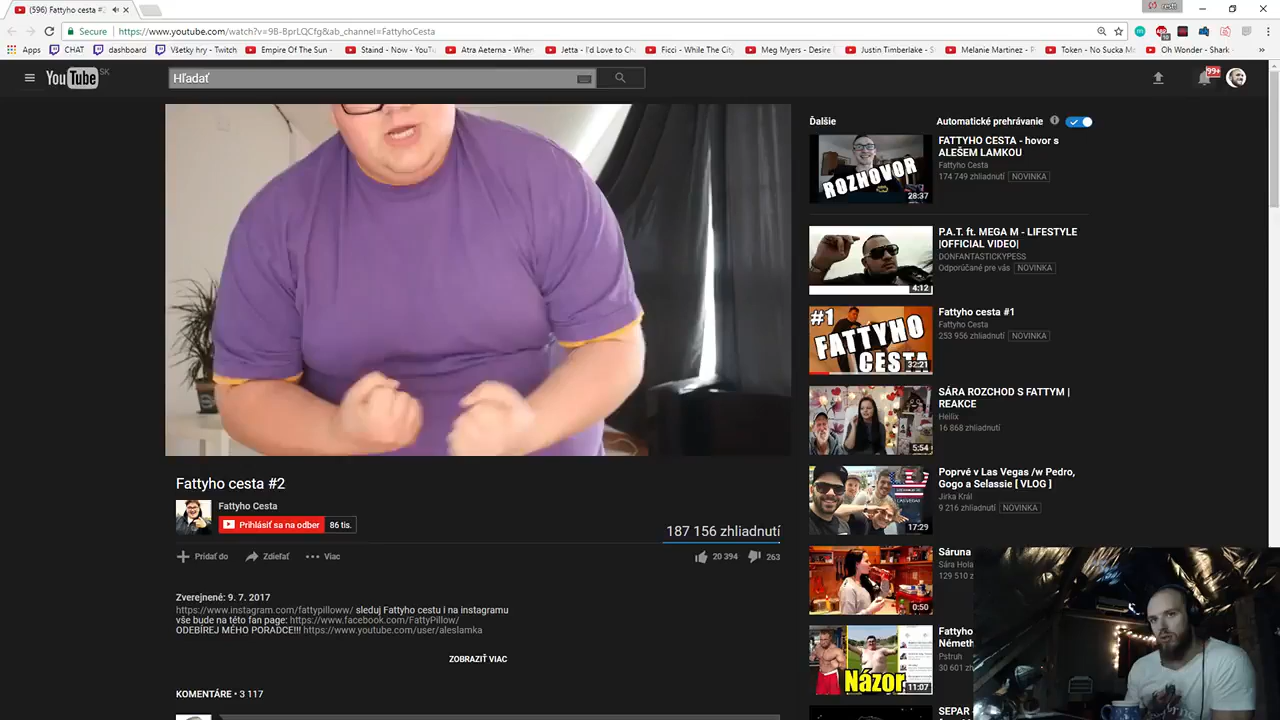 (596) Fattyho cesta #2
Secure
https://www.youtube.com/watch?v=9B-BprLQCfg&ab_channel=FattyhoCesta
Apps
CHAT
dashboard
Všetky hry - Twitch
Empire Of The Sun -
Staind - Now - YouT
Atra Aeterna - When
Jetta - I'd Love to Ch
Ficci - While The City
Meg Myers - Desire (
Justin Timberlake - S
Melanie Martinez - P
Token - No Sucka M
Oh Wonder - Shark
YouTube SK
Hľadať
99+
Ďalšie
Automatické prehrávanie
ROZHOVOR
28:37
FATTYHO CESTA - hovor s
ALEŠEM LAMKOU
Fattyho Cesta
174 749 zhliadnutí
NOVINKA
4:12
P.A.T. ft. MEGA M - LIFESTYLE
|OFFICIAL VIDEO|
DONFANTASTICKYPESS
Odporúčané pre vás
NOVINKA
#1
FATTYHO
CESTA
32:21
Fattyho cesta #1
Fattyho Cesta
253 956 zhliadnutí
NOVINKA
5:54
SÁRA ROZCHOD S FATTYM |
REAKCE
Hellix
16 868 zhliadnutí
17:29
Poprvé v Las Vegas /w Pedro,
Gogo a Selassie [ VLOG ]
Jirka Král
9 216 zhliadnutí
NOVINKA
0:50
Sáruna
Sára Hola
129 510 z
Názor
11:07
Fattyho
Németh
Pstruh
30 601 z
SEPAR -
Fattyho cesta #2
Fattyho Cesta
Prihlásiť sa na odber
86 tis.
187 156 zhliadnutí
Pridať do
Zdieľať
Viac
20 394
263
Zverejnené: 9. 7. 2017
https://www.instagram.com/fattypilloww/ sleduj Fattyho cestu i na instagramu
vše bude na této fan page: https://www.facebook.com/FattyPillow/
ODEBÍREJ MÉHO PORADCE!!! https://www.youtube.com/user/aleslamka
ZOBRAZIŤ VIAC
KOMENTÁRE • 3 117